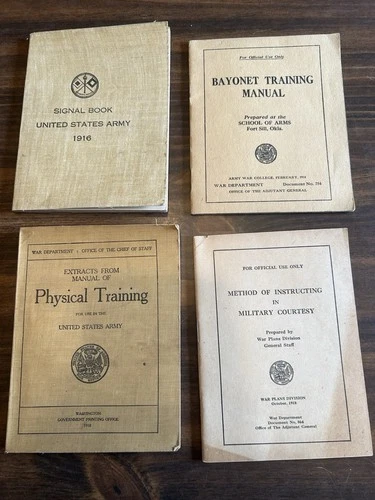 SIGNAL BOOK
UNITED STATES ARMY
1916
For Official Use Only
BAYONET TRAINING
MANUAL
Prepared at the
SCHOOL OF ARMS
Fort Sill, Okla.
ARMY WAR COLLEGE, FEBRUARY,
WAR DEPARTMENT Document No.
OFFICE OF THE ADJUTANT GENERAL
WAR DEPARTMENT : OFFICE OF THE CHIEF OF STAFF
EXTRACTS FROM
MANUAL OF
Physical Training
FOR USE IN THE
UNITED STATES ARMY
WASHINGTON
GOVERNMENT PRINTING OFFICE
FOR OFFICIAL USE ONLY
METHOD OF INSTRUCTING
IN
MILITARY COURTESY
Prepared by
War Plans Division
General Staff
WAR PLANS DIVISION
October, 1918
War Department
Document No.
Office of The Adjutant General